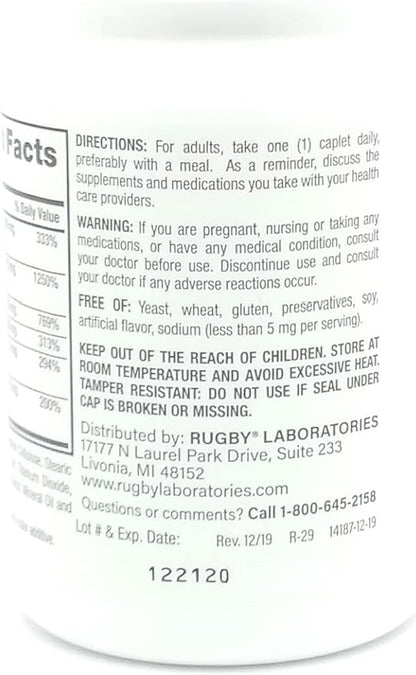 Facts
% Daily Value
333%
1250%
769%
313%
294%
200%
Stearic
Dioxide,
Mineral Oil and
additive.
DIRECTIONS: For adults, take one (1) caplet daily,
preferably with a meal. As a reminder, discuss the
supplements and medications you take with your health
care providers.
WARNING: If you are pregnant, nursing or taking any
medications, or have any medical condition, consult
your doctor before use. Discontinue use and consult
your doctor if any adverse reactions occur.
FREE OF: Yeast, wheat, gluten, preservatives, soy,
artificial flavor, sodium (less than 5 mg per serving).
KEEP OUT OF THE REACH OF CHILDREN. STORE AT
ROOM TEMPERATURE AND AVOID EXCESSIVE HEAT.
TAMPER RESISTANT: DO NOT USE IF SEAL UNDER
CAP IS BROKEN OR MISSING.
Distributed by: RUGBY® LABORATORIES
17177 N Laurel Park Drive, Suite 233
Livonia, MI 48152
www.rugbylaboratories.com
Questions or comments? Call 1-800-645-2158
Lot # & Exp. Date: Rev. 12/19 R-29 14187-12-19
122120